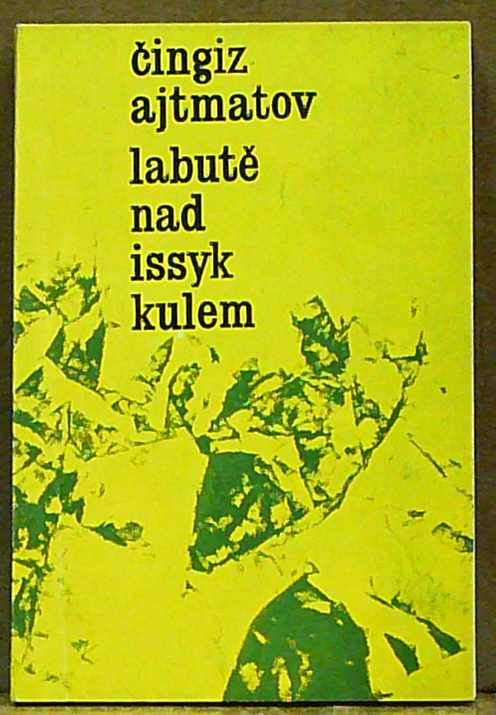 čingiz
ajtmatov
labutě
nad
issyk
kulem